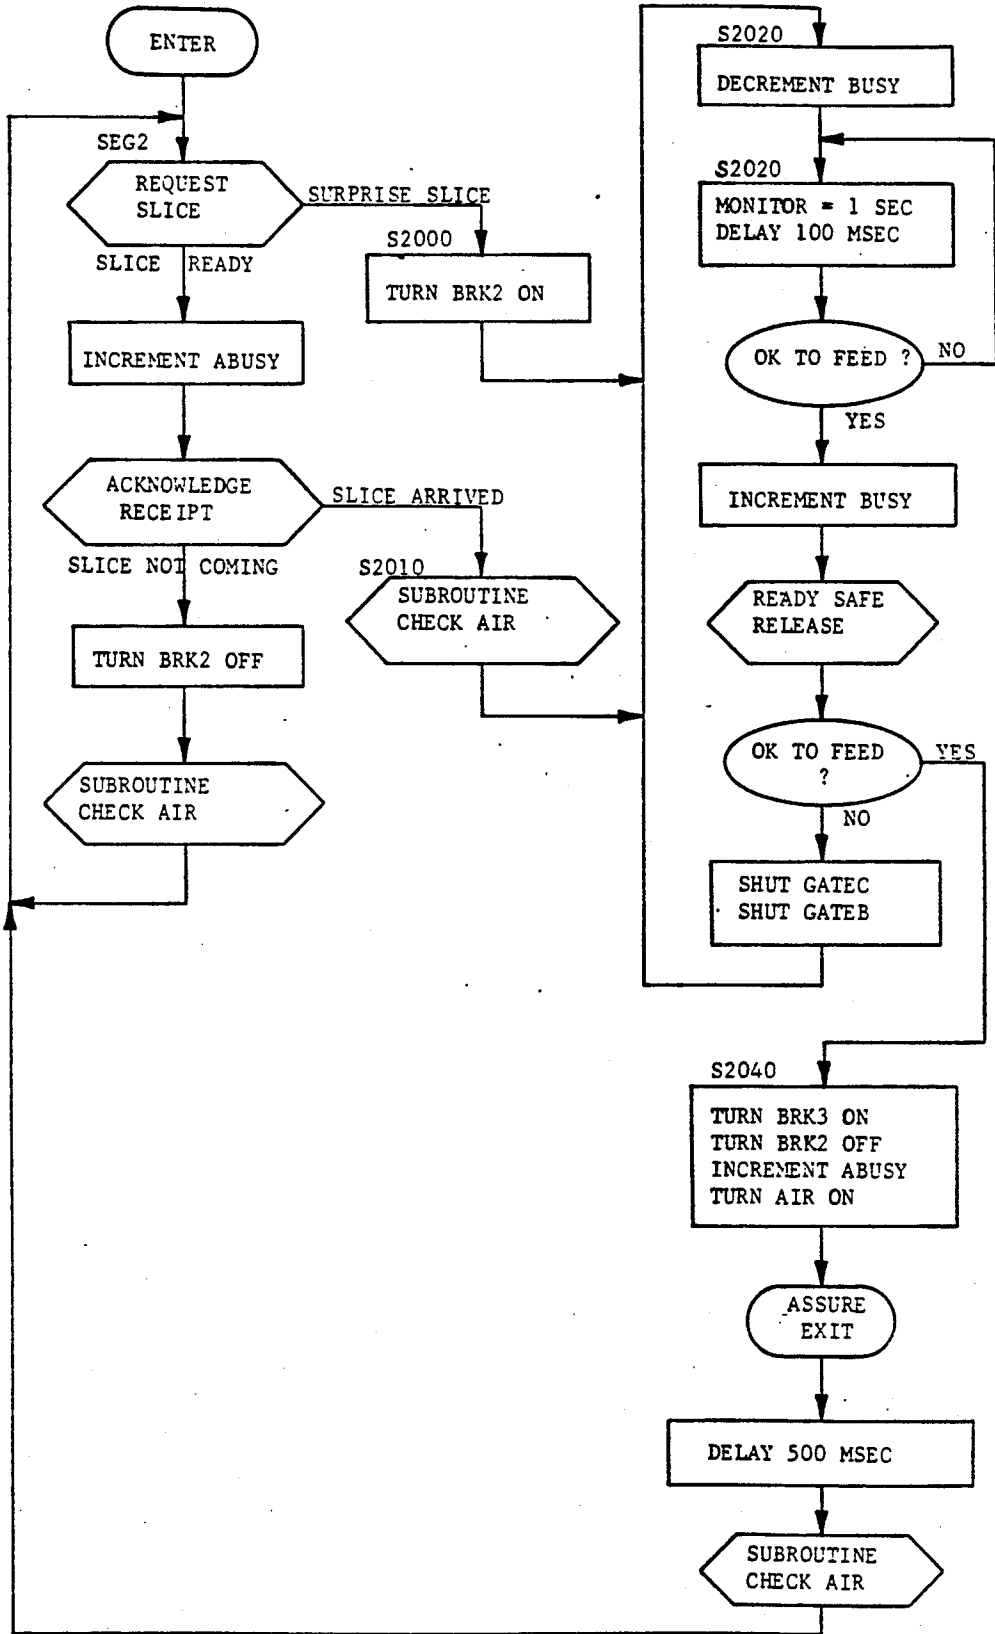 ENTER
SEG2
REQUEST
SLICE
SURPRISE SLICE
SLICE READY
S2000
TURN BRK2 ON
INCREMENT ABUSY
ACKNOWLEDGE
RECEIPT
SLICE ARRIVED
SLICE NOT COMING
S2010
SUBROUTINE
CHECK AIR
TURN BRK2 OFF
SUBROUTINE
CHECK AIR
S2020
DECREMENT BUSY
S2020
MONITOR = 1 SEC
DELAY 100 MSEC
OK TO FEED ?
NO
YES
INCREMENT BUSY
READY SAFE
RELEASE
OK TO FEED
?
YES
NO
SHUT GATEC
SHUT GATEB
S2040
TURN BRK3 ON
TURN BRK2 OFF
INCREMENT ABUSY
TURN AIR ON
ASSURE
EXIT
DELAY 500 MSEC
SUBROUTINE
CHECK AIR